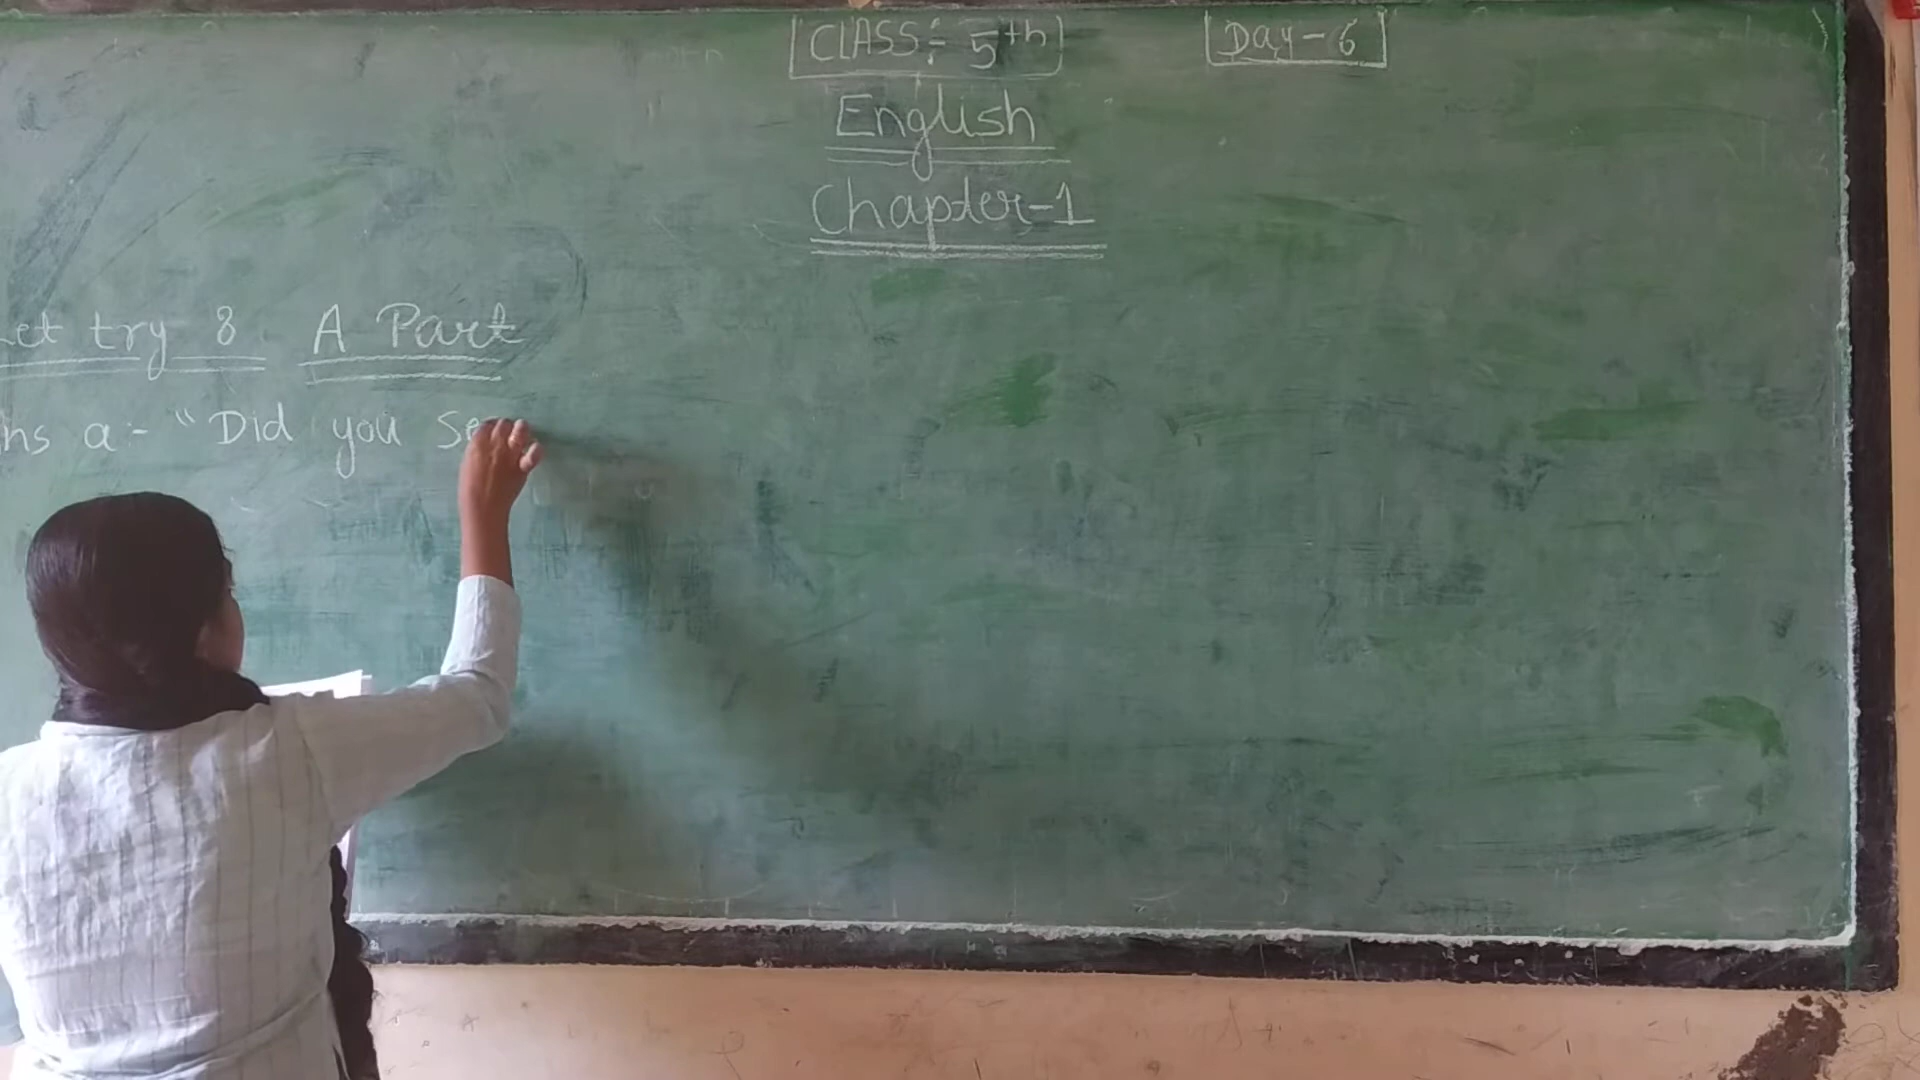 CLASS:- 5th
Day-6
English
Chapter-1
et try 8 A Part
ns a:- "Did you se